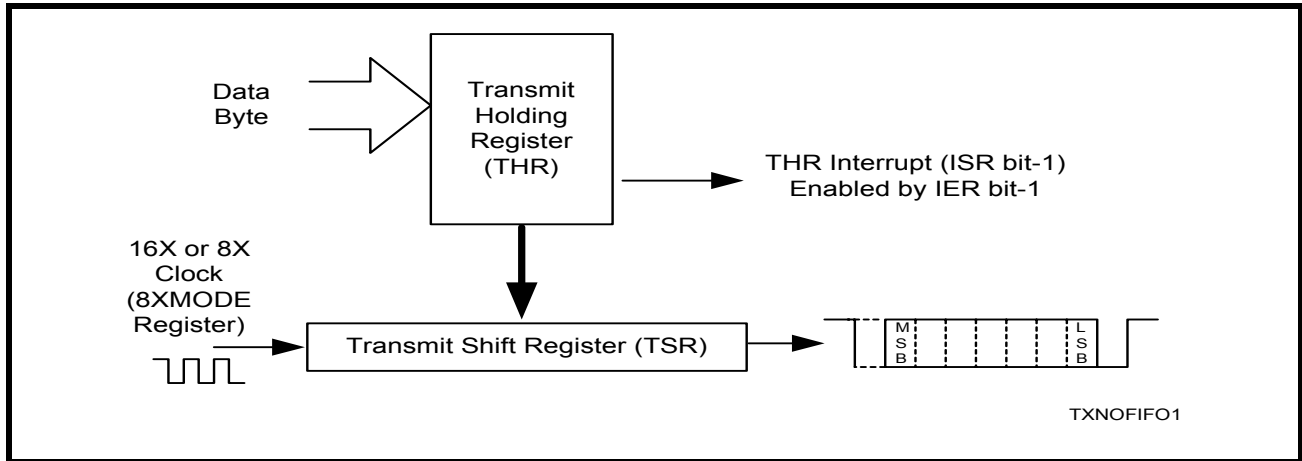 Data
Byte
Transmit
Holding
Register
(THR)
THR Interrupt (ISR bit-1)
Enabled by IER bit-1
16X or 8X
Clock
(8XMODE
Register)
Transmit Shift Register (TSR)
M
S
B
L
S
B
TXNOFIFO1